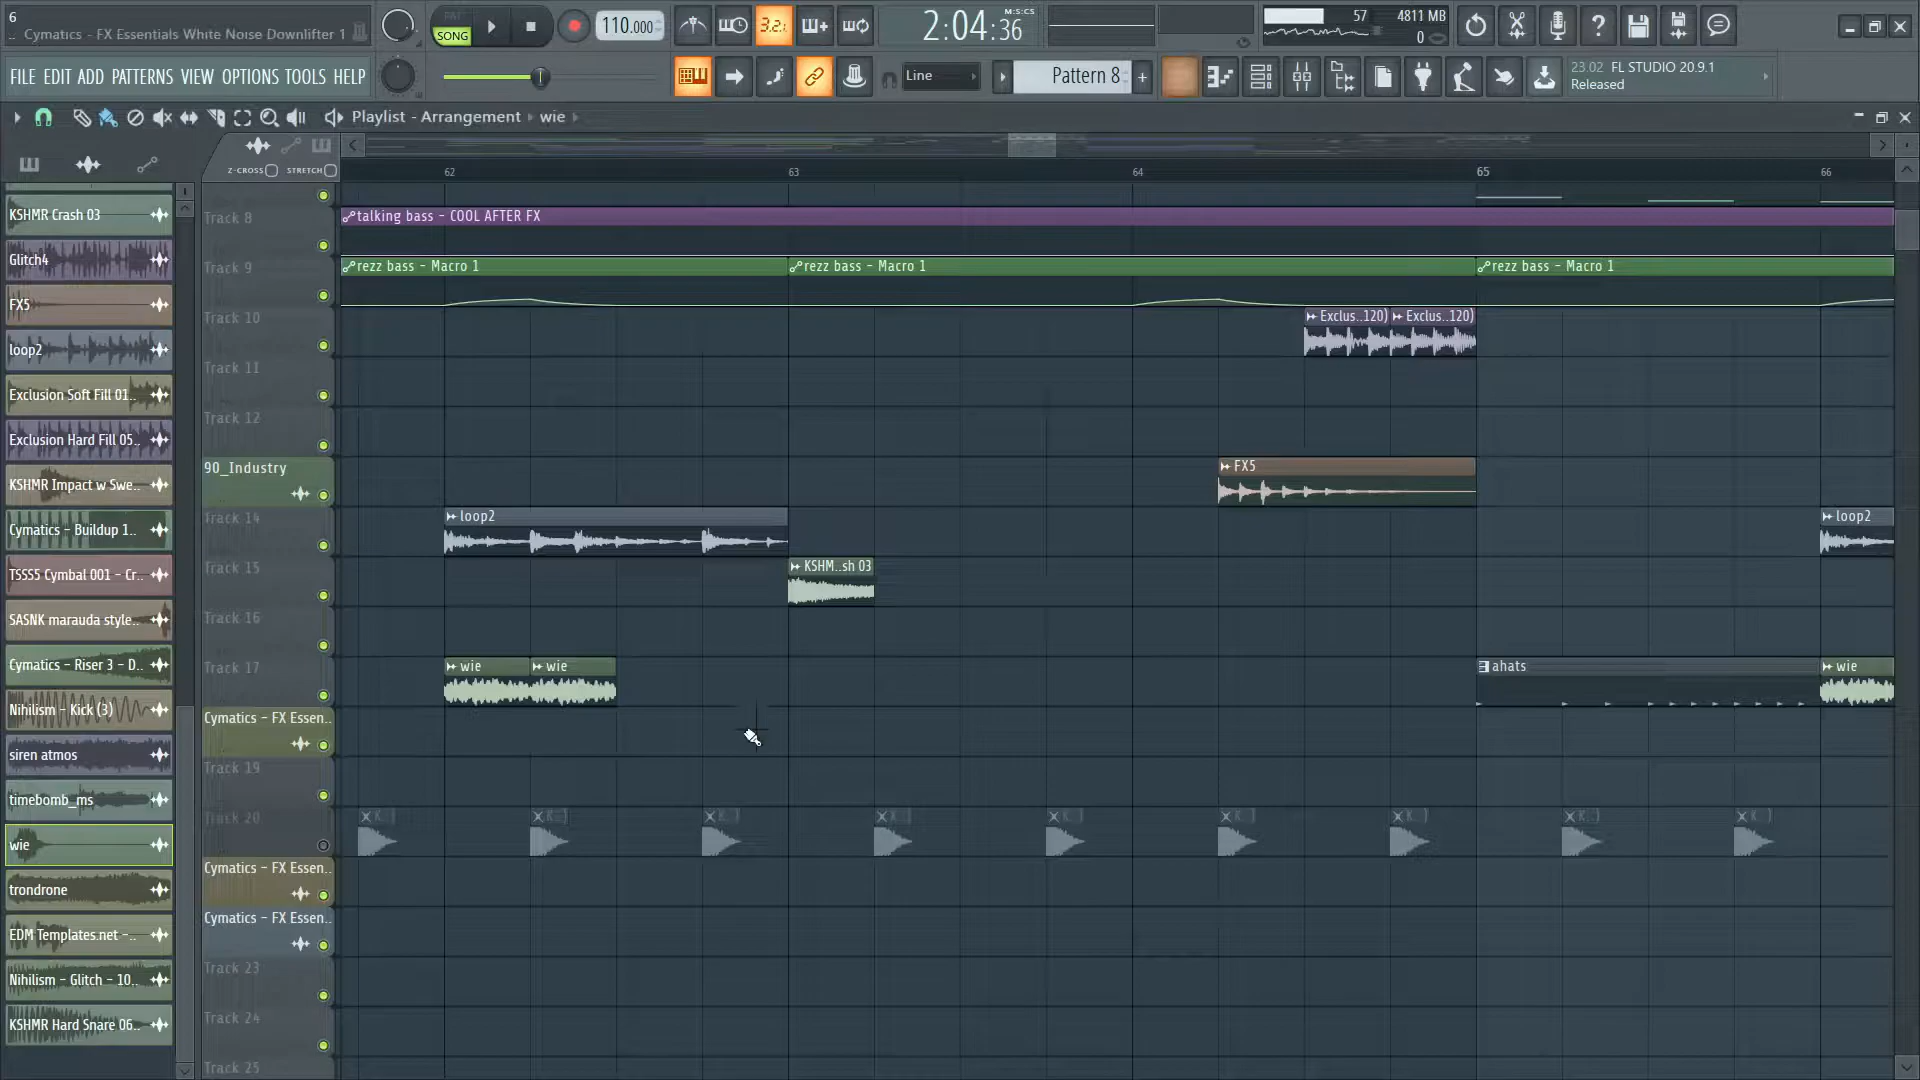 6
.. Cymatics - FX Essentials White Noise Downlifter 1
PAT
SONG
110.000
3.2.
2:04:36
M:S:CS
57
4811 MB
0
FILE EDIT ADD PATTERNS VIEW OPTIONS TOOLS HELP
Line
Pattern 8
+
23.02 FL STUDIO 20.9.1
Released
Playlist - Arrangement › wie ›
Z-CROSS
STRETCH
62
63
64
65
66
KSHMR Crash 03
Glitch4
FX5
loop2
Exclusion Soft Fill 01..
Exclusion Hard Fill 05..
KSHMR Impact w Swe..
Cymatics - Buildup 1..
TSSS5 Cymbal 001 - Cr..
SASNK marauda style..
Cymatics - Riser 3 - D..
Nihilism - Kick (3)
siren atmos
timebomb_ms
wie
trondrone
EDM Templates.net -..
Nihilism - Glitch - 10..
KSHMR Hard Snare 06..
Track 8
talking bass - COOL AFTER FX
Track 9
rezz bass - Macro 1
rezz bass - Macro 1
rezz bass - Macro 1
Track 10
Exclus..120)
Exclus..120)
Track 11
Track 12
90_Industry
FX5
Track 14
loop2
loop2
Track 15
KSHM..sh 03
Track 16
Track 17
wie
wie
ahats
wie
Cymatics - FX Essen..
Track 19
Track 20
K..)
K..)
K..)
K..)
K..)
K..)
K..)
K..)
K..)
Cymatics - FX Essen..
Cymatics - FX Essen..
Track 23
Track 24
Track 25